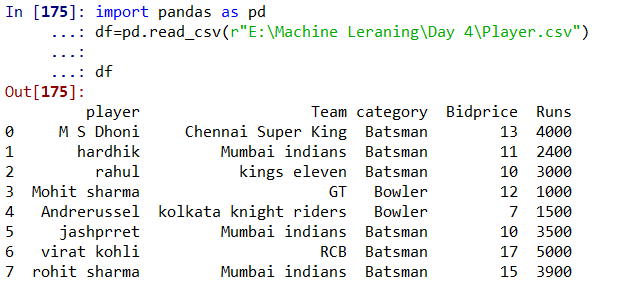 In [175]: import pandas as pd
     ...: df=pd.read_csv(r"E:\Machine Leraning\Day 4\Player.csv")
     ...:
     ...: df
Out[175]:
         player                  Team category  Bidprice  Runs
0      M S Dhoni     Chennai Super King  Batsman        13  4000
1        hardhik         Mumbai indians  Batsman        11  2400
2          rahul           kings eleven  Batsman        10  3000
3  Mohit sharma                     GT   Bowler        12  1000
4   Andrerussel  kolkata knight riders   Bowler         7  1500
5      jashprret         Mumbai indians  Batsman        10  3500
6    virat kohli                    RCB  Batsman        17  5000
7  rohit sharma         Mumbai indians  Batsman        15  3900